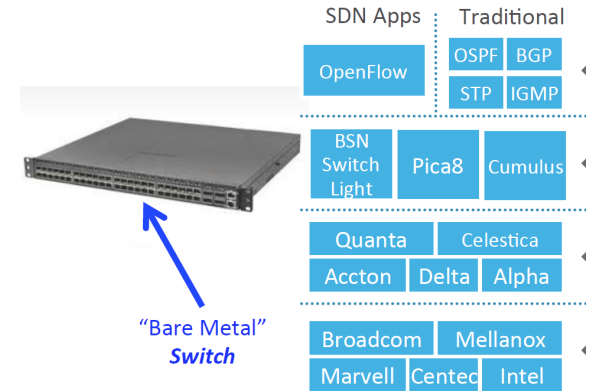 SDN Apps
Traditional
OpenFlow
OSPF
BGP
STP
IGMP
BSN
Switch
Light
Pica8
Cumulus
Quanta
Celestica
Accton
Delta
Alpha
“Bare Metal”
Switch
Broadcom
Mellanox
Marvell
Centec
Intel